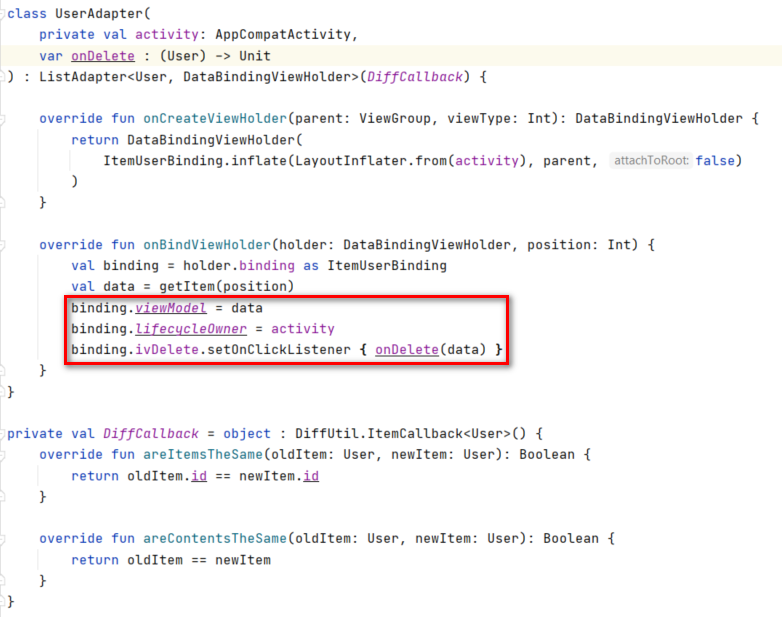 class UserAdapter(
    private val activity: AppCompatActivity,
    var onDelete : (User) -> Unit
) : ListAdapter<User, DataBindingViewHolder>(DiffCallback) {

    override fun onCreateViewHolder(parent: ViewGroup, viewType: Int): DataBindingViewHolder {
        return DataBindingViewHolder(
            ItemUserBinding.inflate(LayoutInflater.from(activity), parent, attachToRoot: false)
        )
    }

    override fun onBindViewHolder(holder: DataBindingViewHolder, position: Int) {
        val binding = holder.binding as ItemUserBinding
        val data = getItem(position)
        binding.viewModel = data
        binding.lifecycleOwner = activity
        binding.ivDelete.setOnClickListener { onDelete(data) }
    }
}

private val DiffCallback = object : DiffUtil.ItemCallback<User>() {
    override fun areItemsTheSame(oldItem: User, newItem: User): Boolean {
        return oldItem.id == newItem.id
    }

    override fun areContentsTheSame(oldItem: User, newItem: User): Boolean {
        return oldItem == newItem
    }
}